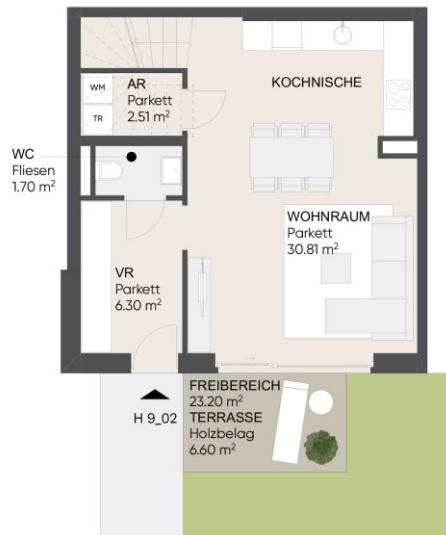 KOCHNISCHE
WM
AR
Parkett
2.51 m²
TR
WC
Fliesen
1.70 m²
WOHNRAUM
Parkett
30.81 m²
VR
Parkett
6.30 m²
FREIBEREICH
23.20 m²
TERRASSE
Holzbelag
6.60 m²
H 9_02